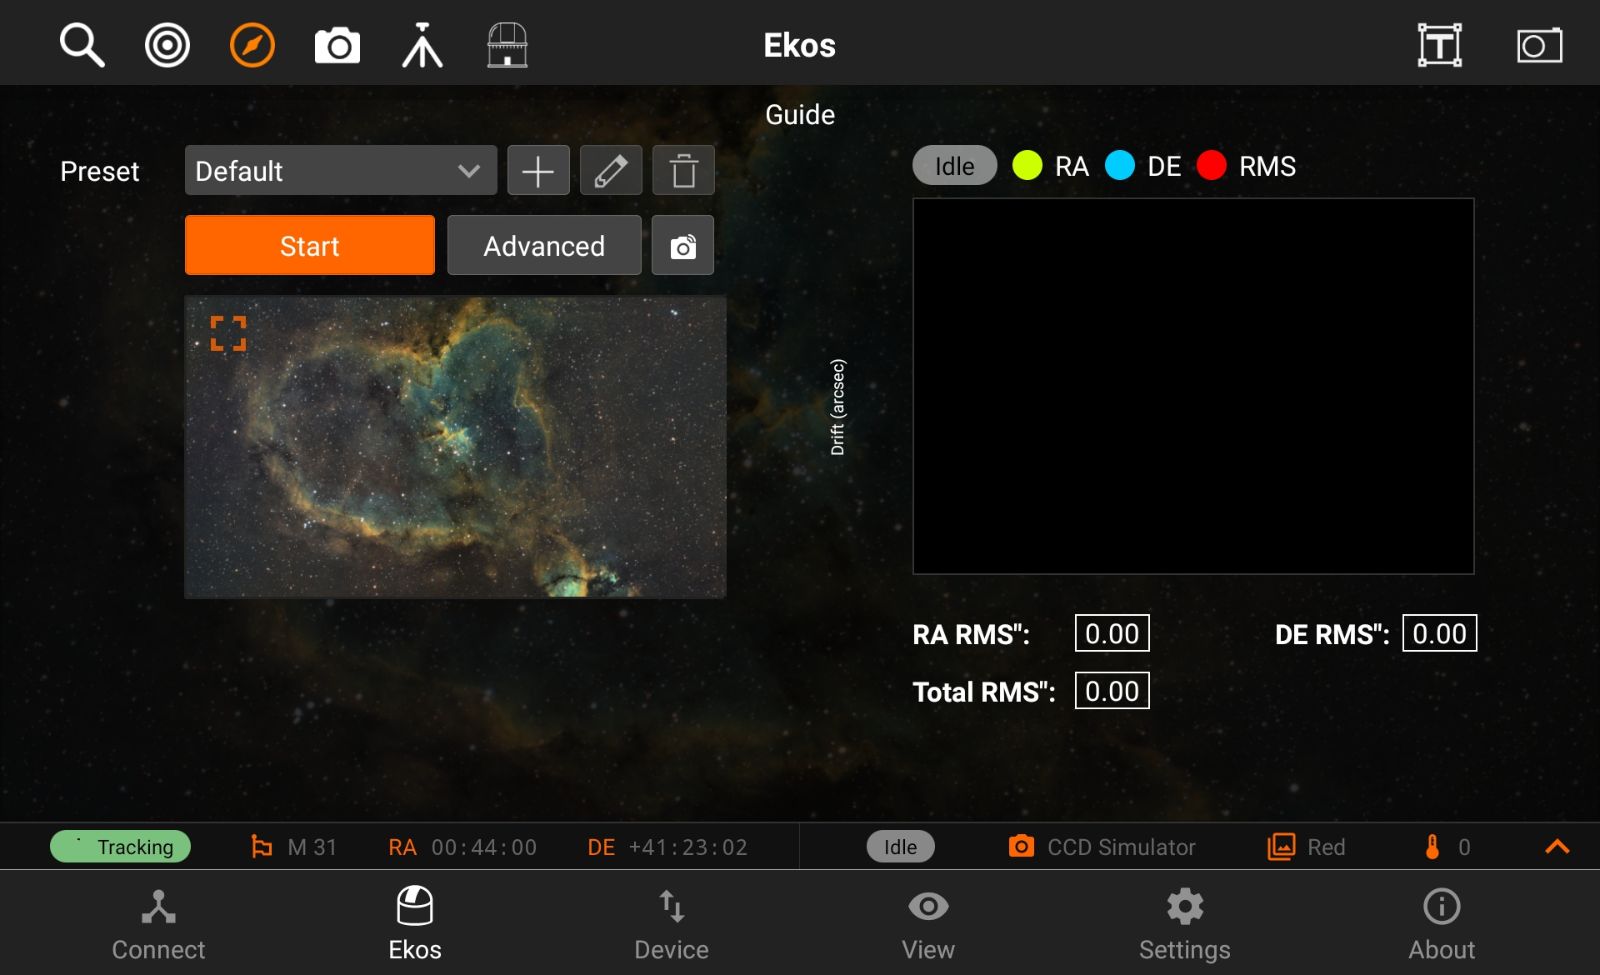 Ekos
Guide
Preset
Default
Start
Advanced
Idle
RA
DE
RMS
Drift (arcsec)
RA RMS":
0.00
DE RMS":
0.00
Total RMS":
0.00
Tracking
M 31
RA 00:44:00
DE +41:23:02
Idle
CCD Simulator
Red
0
Connect
Ekos
Device
View
Settings
About